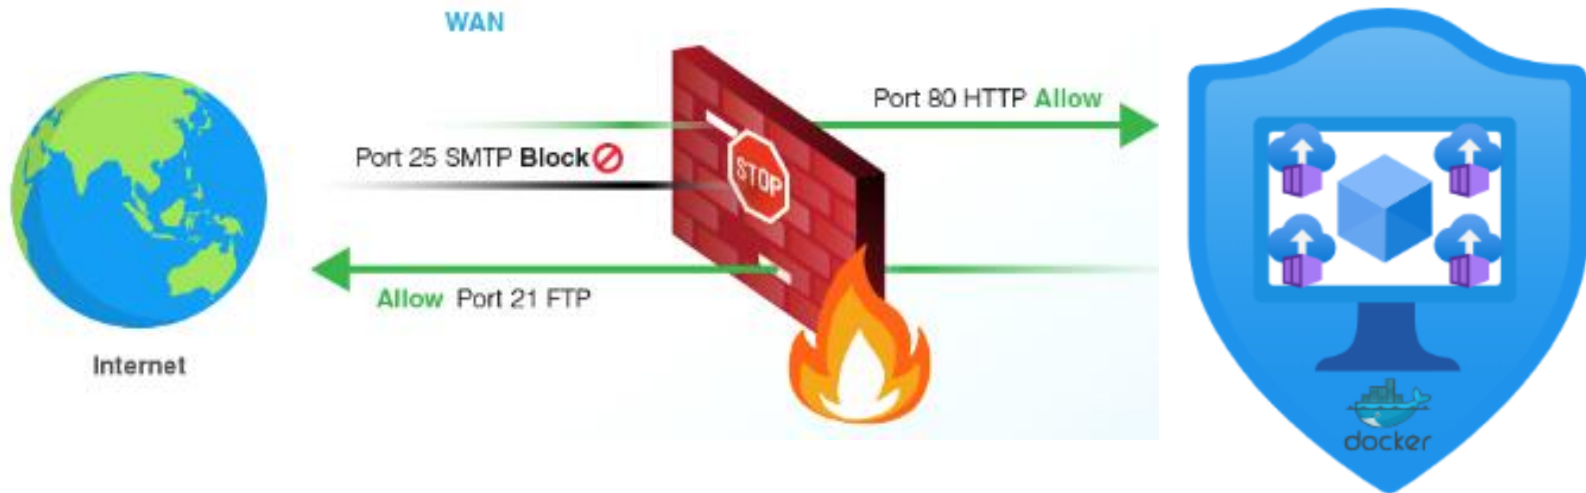 WAN
Port 80 HTTP Allow
Port 25 SMTP Block
STOP
Allow Port 21 FTP
Internet
docker